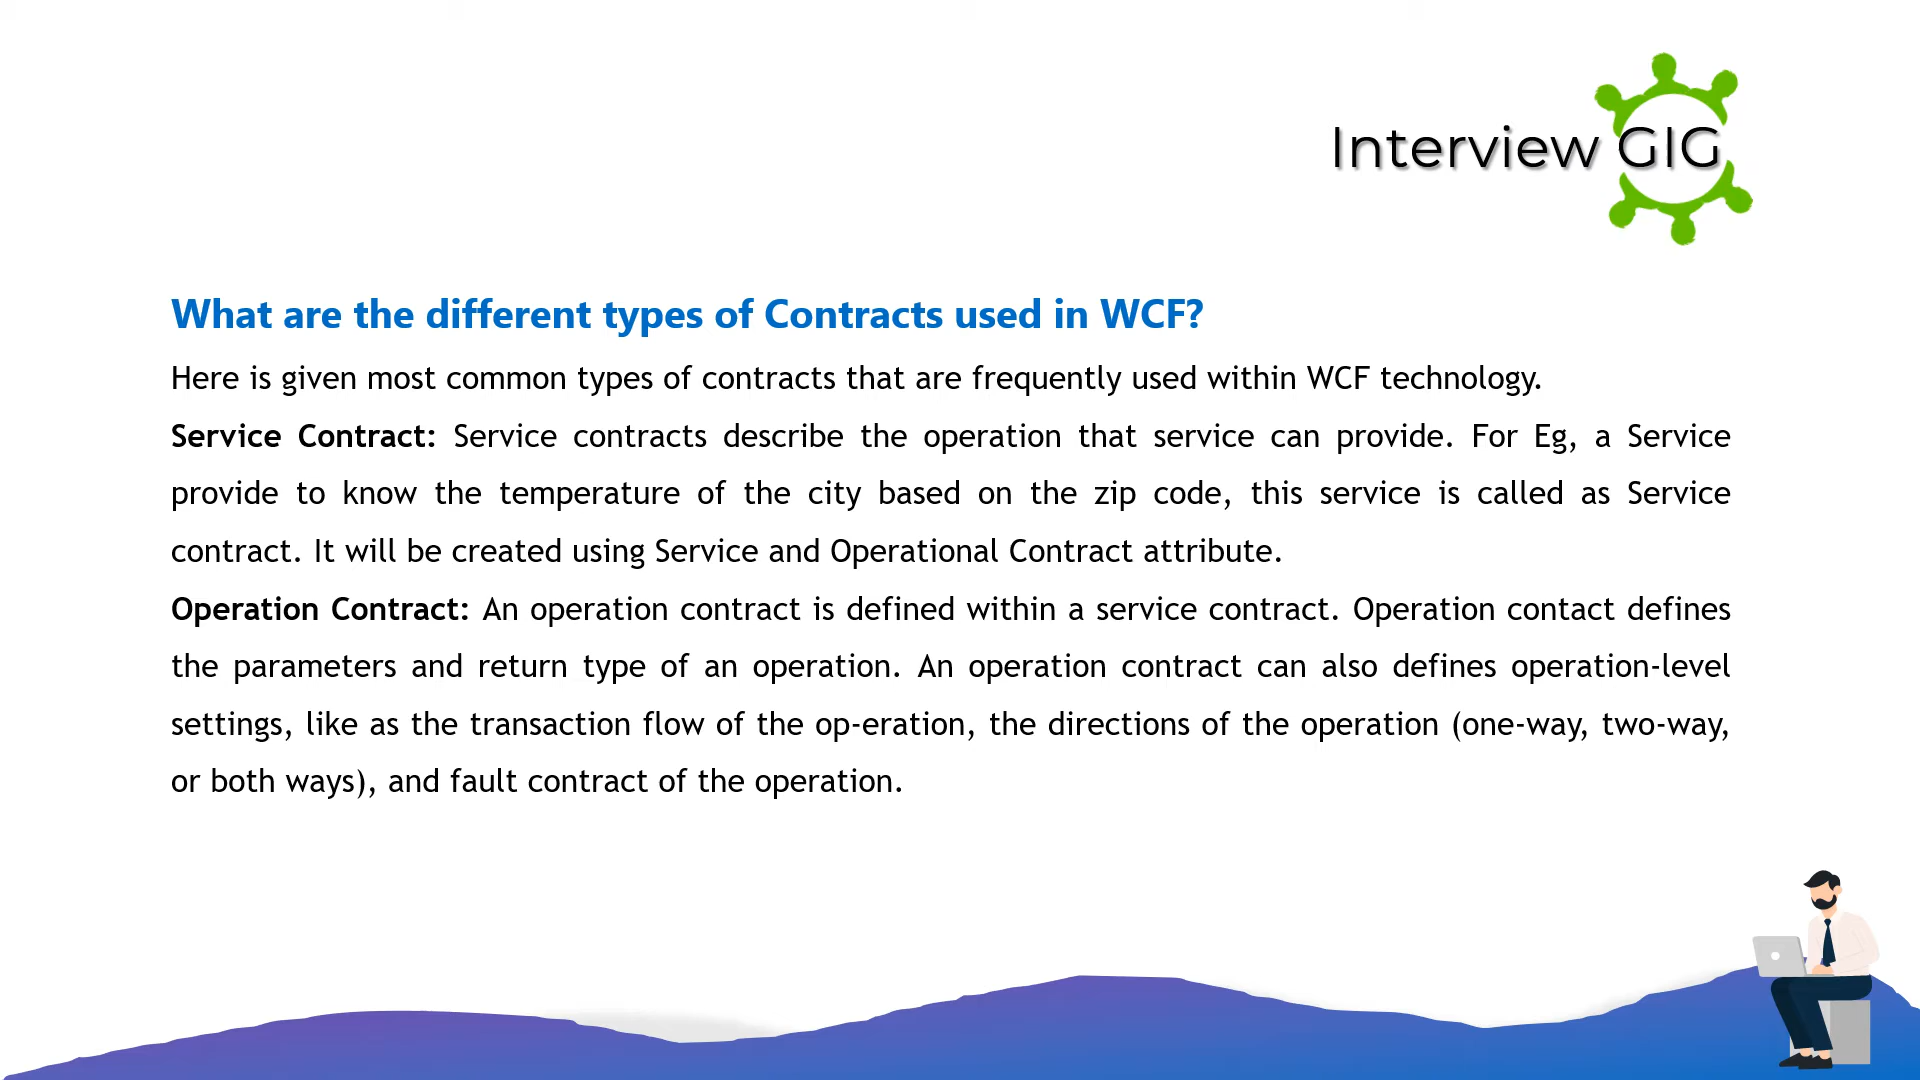 Interview GIG
What are the different types of Contracts used in WCF?
Here is given most common types of contracts that are frequently used within WCF technology.
Service Contract: Service contracts describe the operation that service can provide. For Eg, a Service
provide to know the temperature of the city based on the zip code, this service is called as Service
contract. It will be created using Service and Operational Contract attribute.
Operation Contract: An operation contract is defined within a service contract. Operation contact defines
the parameters and return type of an operation. An operation contract can also defines operation-level
settings, like as the transaction flow of the op-eration, the directions of the operation (one-way, two-way,
or both ways), and fault contract of the operation.